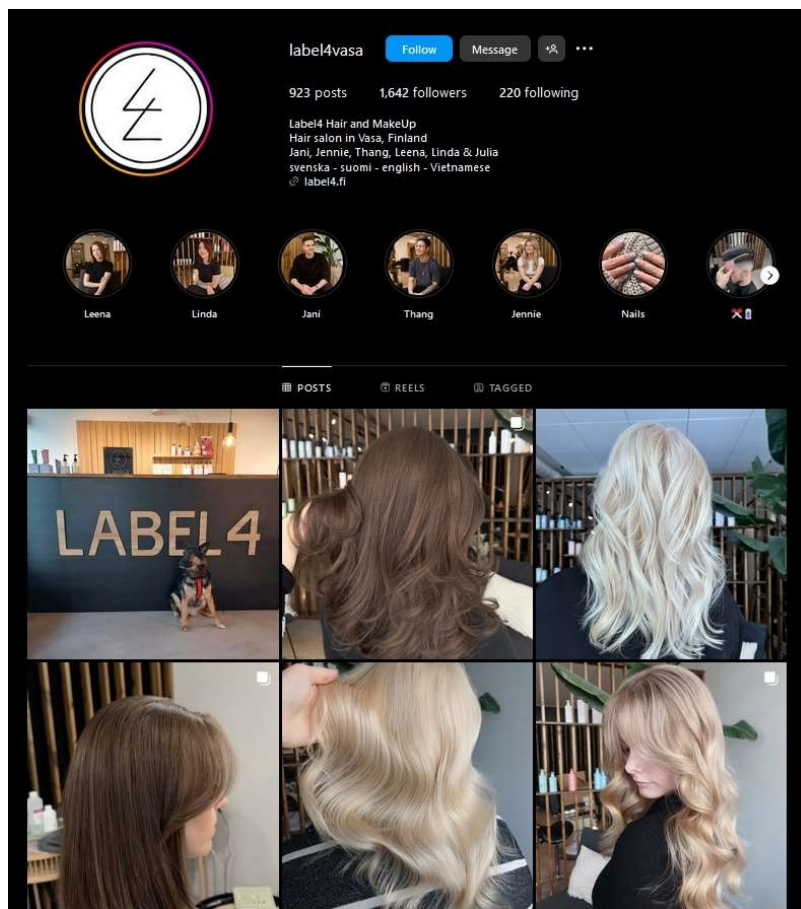 label4vasa Follow Message
923 posts 1,642 followers 220 following
Label4 Hair and MakeUp
Hair salon in Vasa, Finland
Jani, Jennie, Thang, Leena, Linda & Julia
svenska - suomi - english - Vietnamese
label4.fi
Leena Linda Jani Thang Jennie Nails
POSTS REELS TAGGED
LABEL4